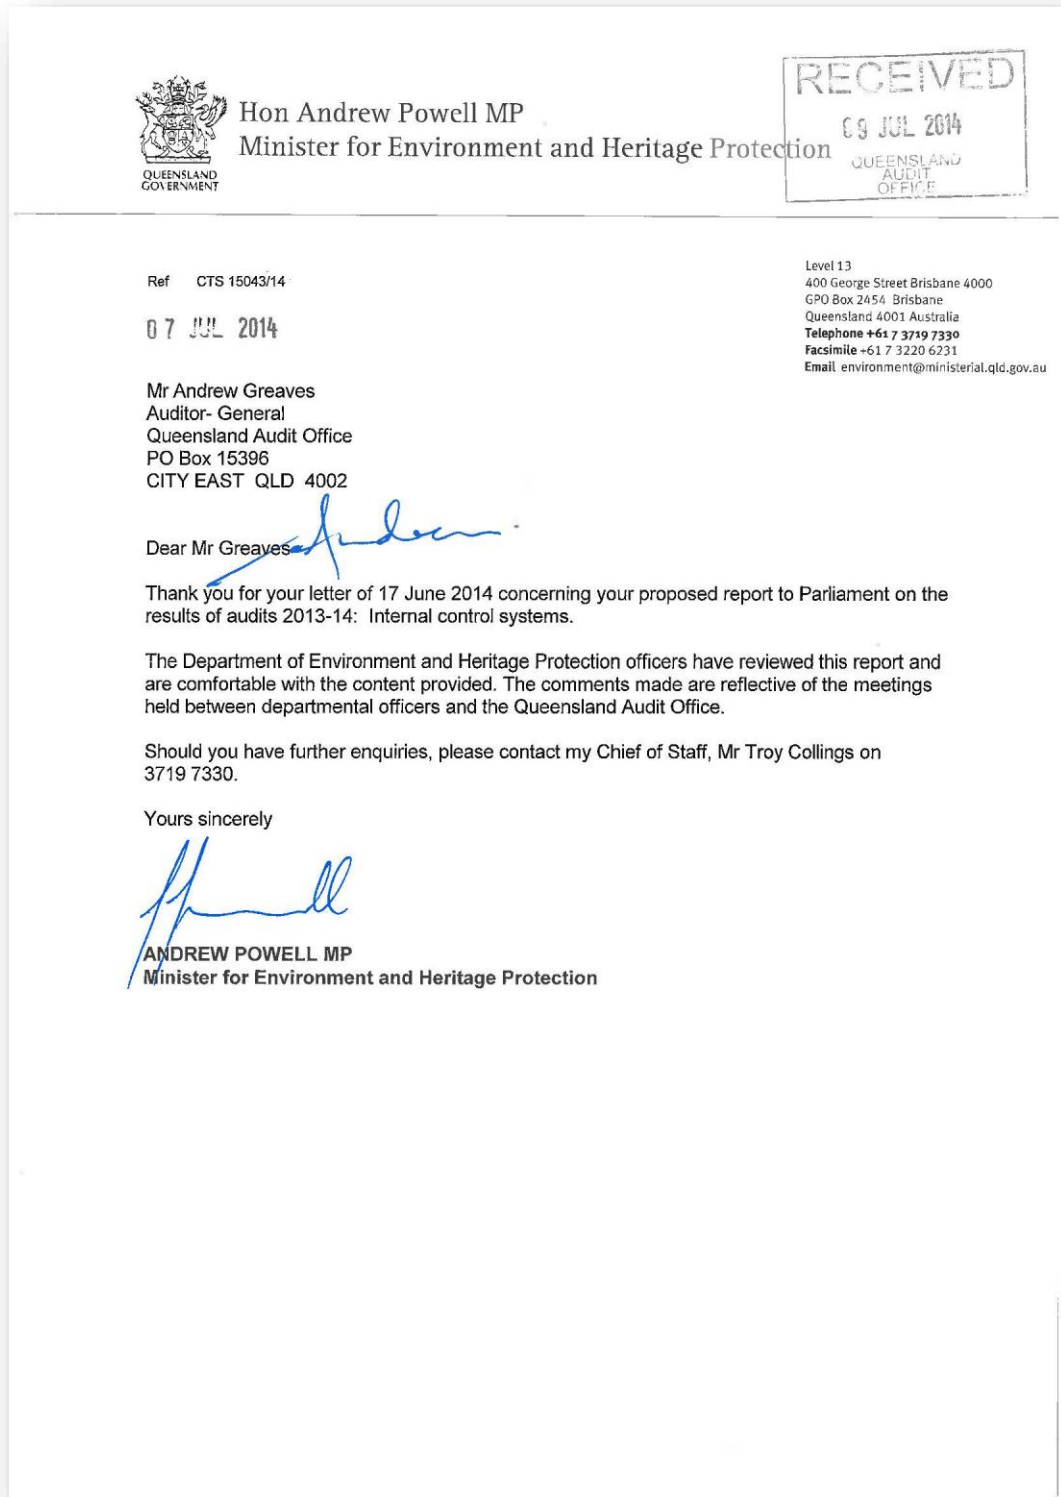 Hon Andrew Powell MP
Minister for Environment and Heritage Protection
QUEENSLAND
GOVERNMENT
RECEIVED
09 JUL 2014
QUEENSLAND
AUDIT
OFFICE
Ref CTS 15043/14
07 JUL 2014
Level 13
400 George Street Brisbane 4000
GPO Box 2454 Brisbane
Queensland 4001 Australia
Telephone +61 7 3719 7330
Facsimile +61 7 3220 6231
Email environment@ministerial.qld.gov.au
Mr Andrew Greaves
Auditor- General
Queensland Audit Office
PO Box 15396
CITY EAST QLD 4002
Dear Mr Greaves Andrew
Thank you for your letter of 17 June 2014 concerning your proposed report to Parliament on the
results of audits 2013-14: Internal control systems.
The Department of Environment and Heritage Protection officers have reviewed this report and
are comfortable with the content provided. The comments made are reflective of the meetings
held between departmental officers and the Queensland Audit Office.
Should you have further enquiries, please contact my Chief of Staff, Mr Troy Collings on
3719 7330.
Yours sincerely
ANDREW POWELL MP
Minister for Environment and Heritage Protection